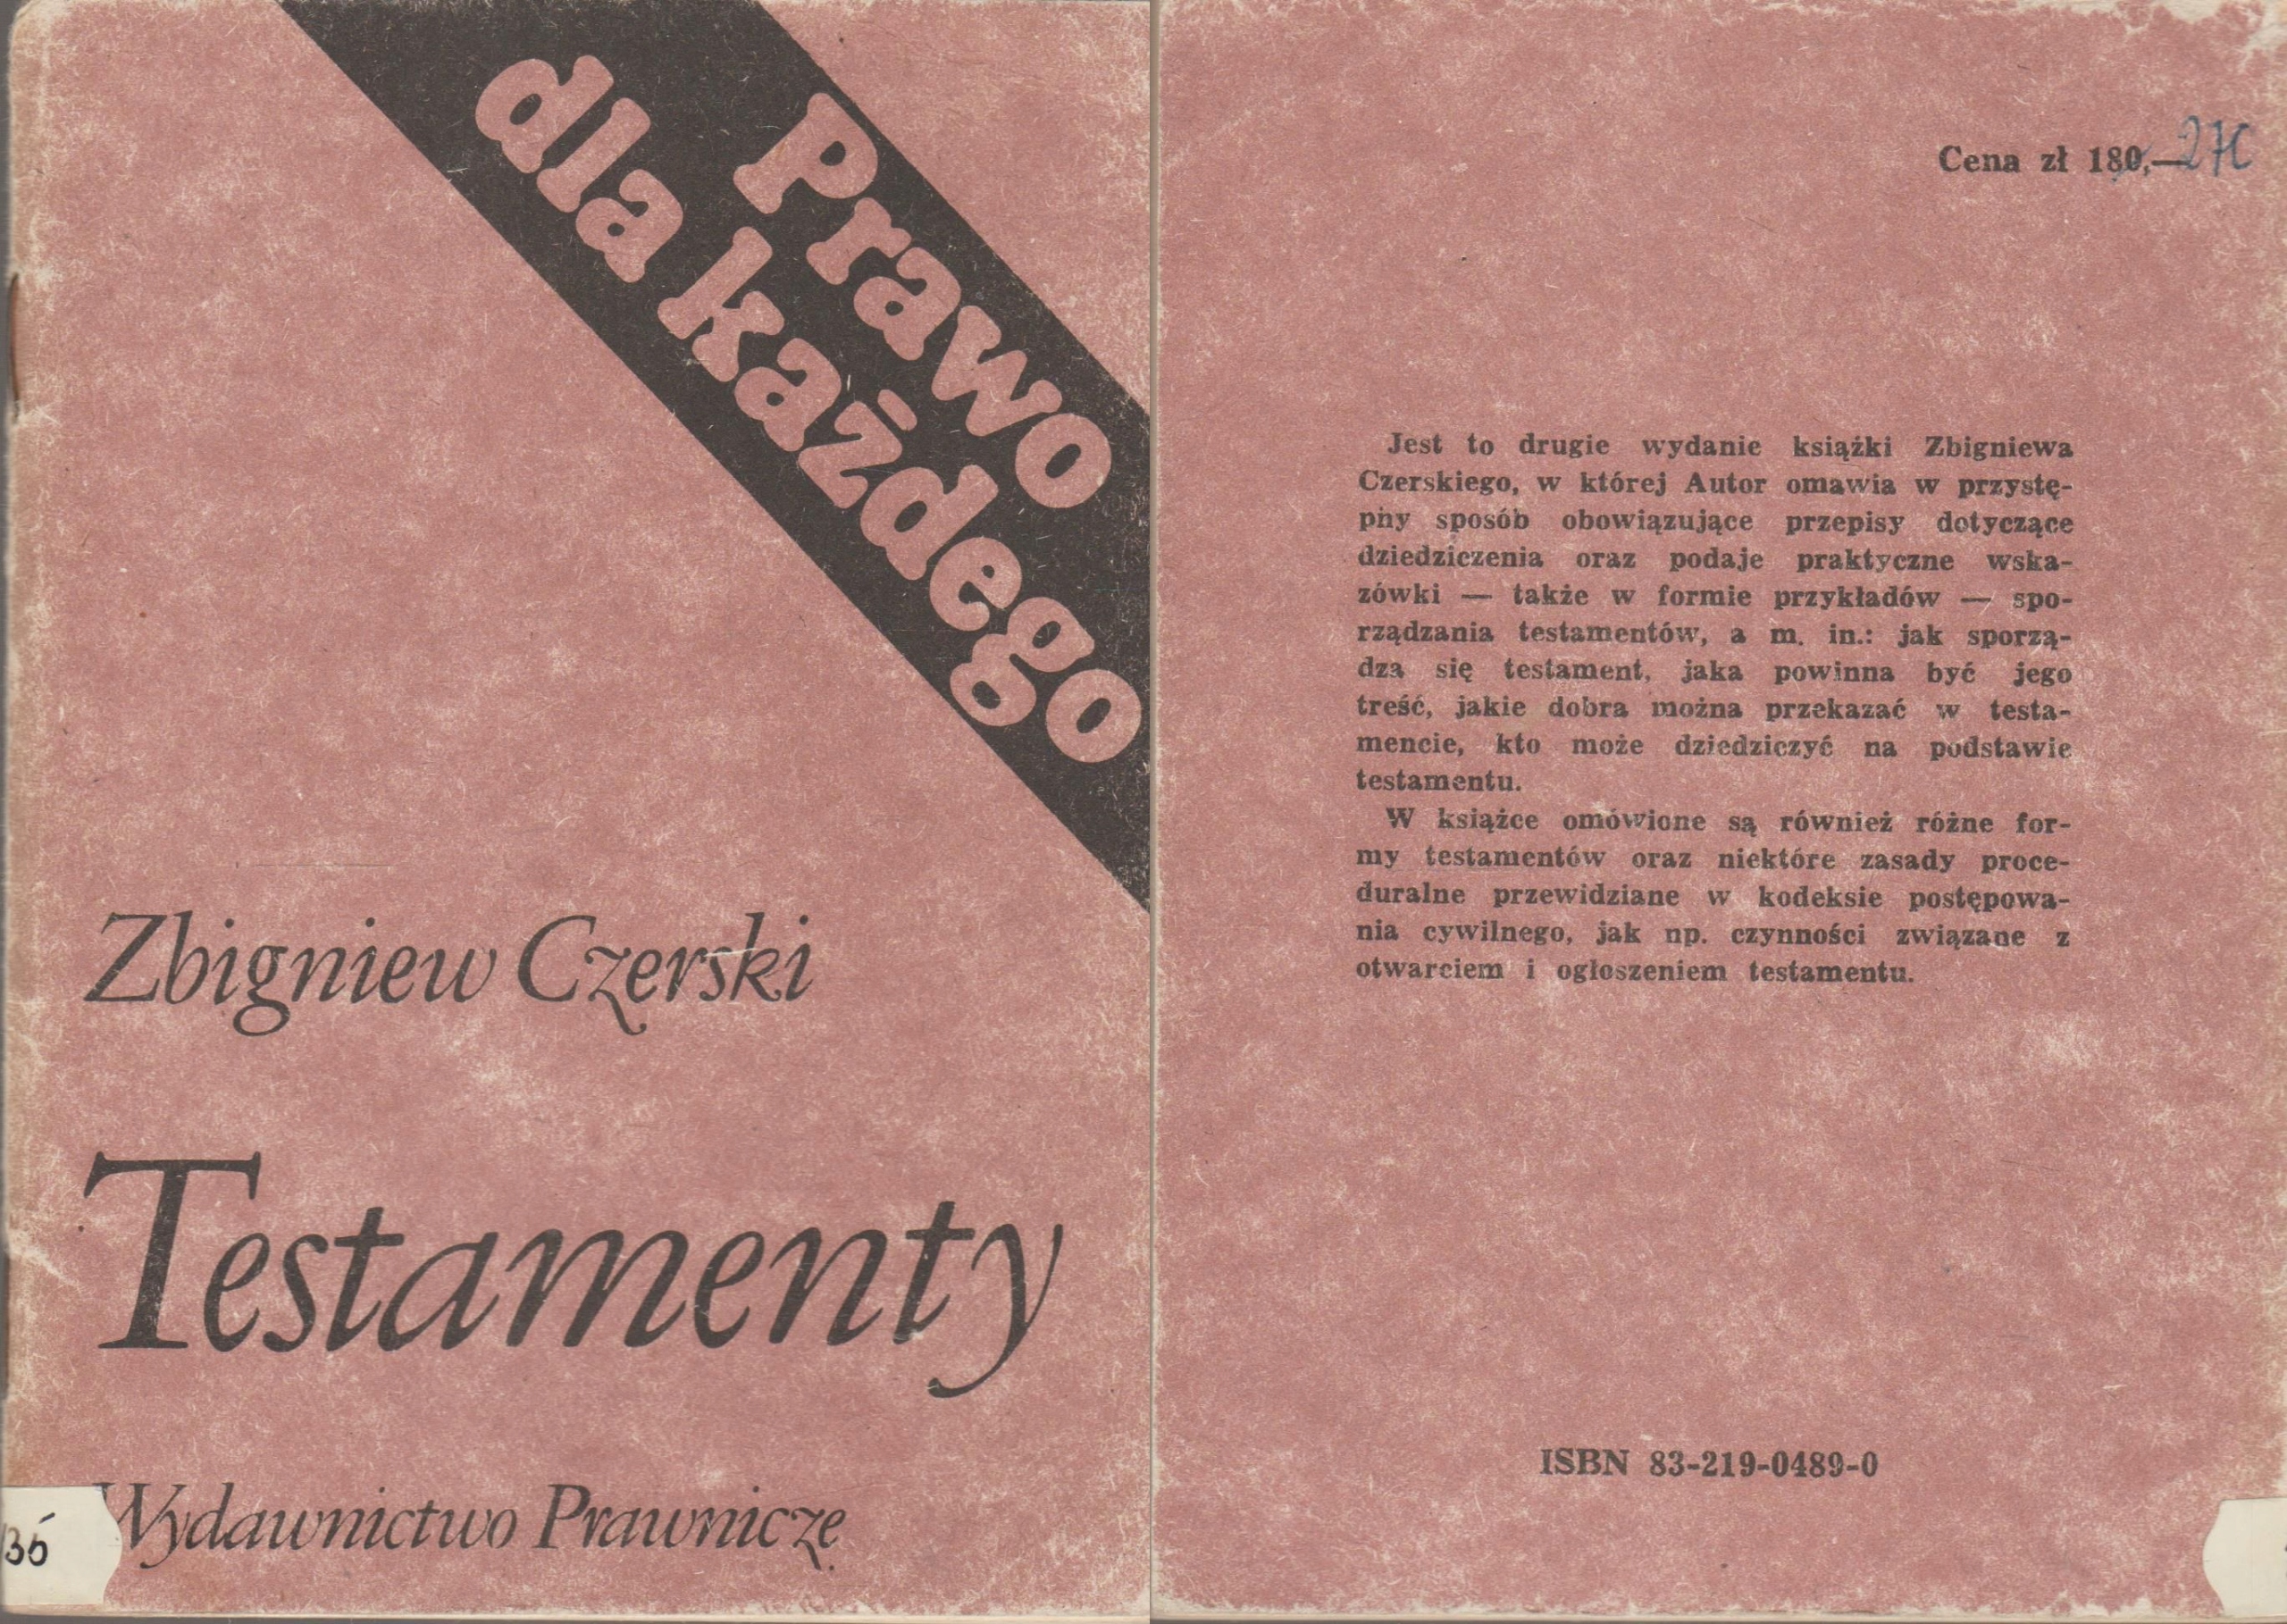 Prawo
dla każdego
Zbigniew Czerski
Testamenty
Wydawnictwo Prawnicze
36
Cena zł 180,— 270
Jest to drugie wydanie książki Zbigniewa
Czerskiego, w której Autor omawia w przystę-
pny sposób obowiązujące przepisy dotyczące
dziedziczenia oraz podaje praktyczne wska-
zówki — także w formie przykładów — spo-
rządzania testamentów, a m. in.: jak sporzą-
dza się testament, jaka powinna być jego
treść, jakie dobra można przekazać w testa-
mencie, kto może dziedziczyć na podstawie
testamentu.
W książce omówione są również różne for-
my testamentów oraz niektóre zasady proce-
duralne przewidziane w kodeksie postępowa-
nia cywilnego, jak np. czynności związane z
otwarciem i ogłoszeniem testamentu.
ISBN 83-219-0489-0